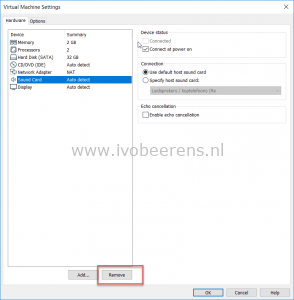 Virtual Machine Settings
Hardware Options
Device Summary
Memory 2 GB
Processors 2
Hard Disk (SATA) 32 GB
CD/DVD (IDE) Auto detect
Network Adapter NAT
Sound Card Auto detect
Display Auto detect
Device status
Connected
Connect at power on
Connection
Use default host sound card
Specify host sound card:
Echo cancellation
Enable echo cancellation
www.ivobeerens.nl
Add... Remove
OK Cancel Help